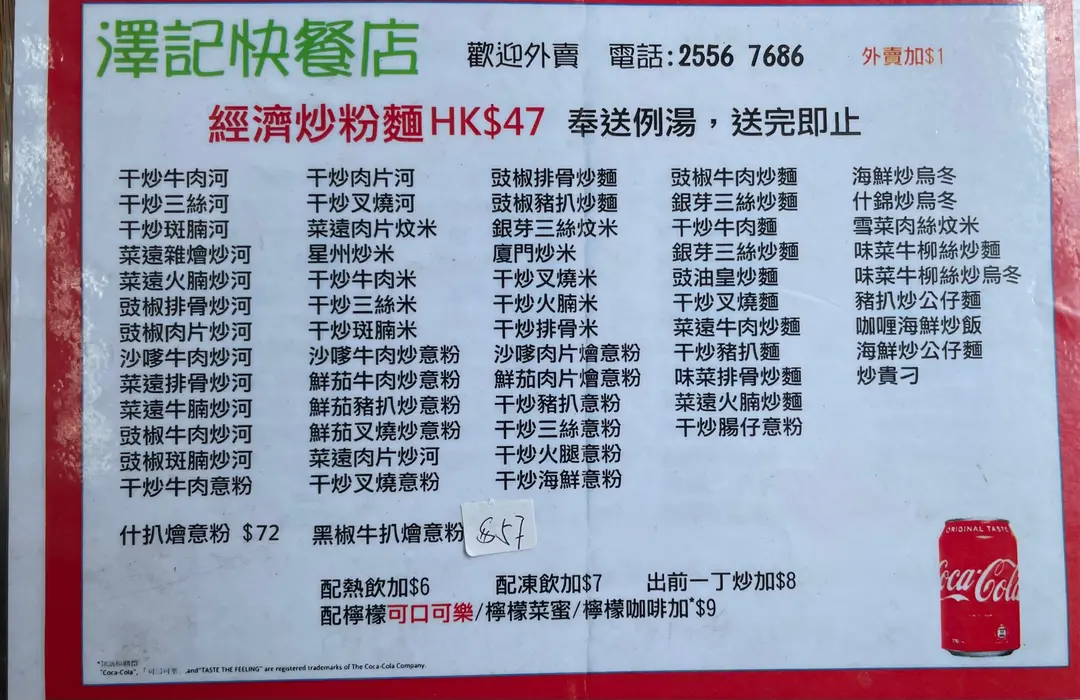 澤記快餐店 歡迎外賣 電話:2556 7686 外賣加$1
經濟炒粉麵HK$47 奉送例湯，送完即止
干炒牛肉河
干炒三絲河
干炒斑腩河
菜遠雜燴炒河
菜遠火腩炒河
豉椒排骨炒河
豉椒肉片炒河
沙嗲牛肉炒河
菜遠排骨炒河
菜遠牛腩炒河
豉椒牛肉炒河
豉椒斑腩炒河
干炒牛肉意粉
干炒肉片河
干炒叉燒河
菜遠肉片炆米
星州炒米
干炒牛肉米
干炒三絲米
干炒斑腩米
沙嗲牛肉炒意粉
鮮茄牛肉炒意粉
鮮茄豬扒炒意粉
鮮茄叉燒炒意粉
菜遠肉片炒河
干炒叉燒意粉
豉椒排骨炒麵
豉椒豬扒炒麵
銀芽三絲炆米
廈門炒米
干炒叉燒米
干炒火腩米
干炒排骨米
沙嗲肉片燴意粉
鮮茄肉片燴意粉
干炒豬扒意粉
干炒三絲意粉
干炒火腿意粉
干炒海鮮意粉
豉椒牛肉炒麵
銀芽三絲炒麵
干炒牛肉麵
銀芽三絲炒麵
豉油皇炒麵
干炒叉燒麵
菜遠牛肉炒麵
干炒豬扒麵
味菜排骨炒麵
菜遠火腩炒麵
干炒腸仔意粉
海鮮炒烏冬
什錦炒烏冬
雪菜肉絲炆米
味菜牛柳絲炒麵
味菜牛柳絲炒烏冬
豬扒炒公仔麵
咖喱海鮮炒飯
海鮮炒公仔麵
炒貴刁
什扒燴意粉 $72 黑椒牛扒燴意粉 $57
配熱飲加$6 配凍飲加$7 出前一丁炒加$8
配檸檬可口可樂/檸檬菜蜜/檸檬咖啡加*$9
ORIGINAL TASTE
Coca-Cola
"Coca-Cola", 「可口可樂」,and"TASTE THE FEELING" are registered trademarks of The Coca-Cola Company.